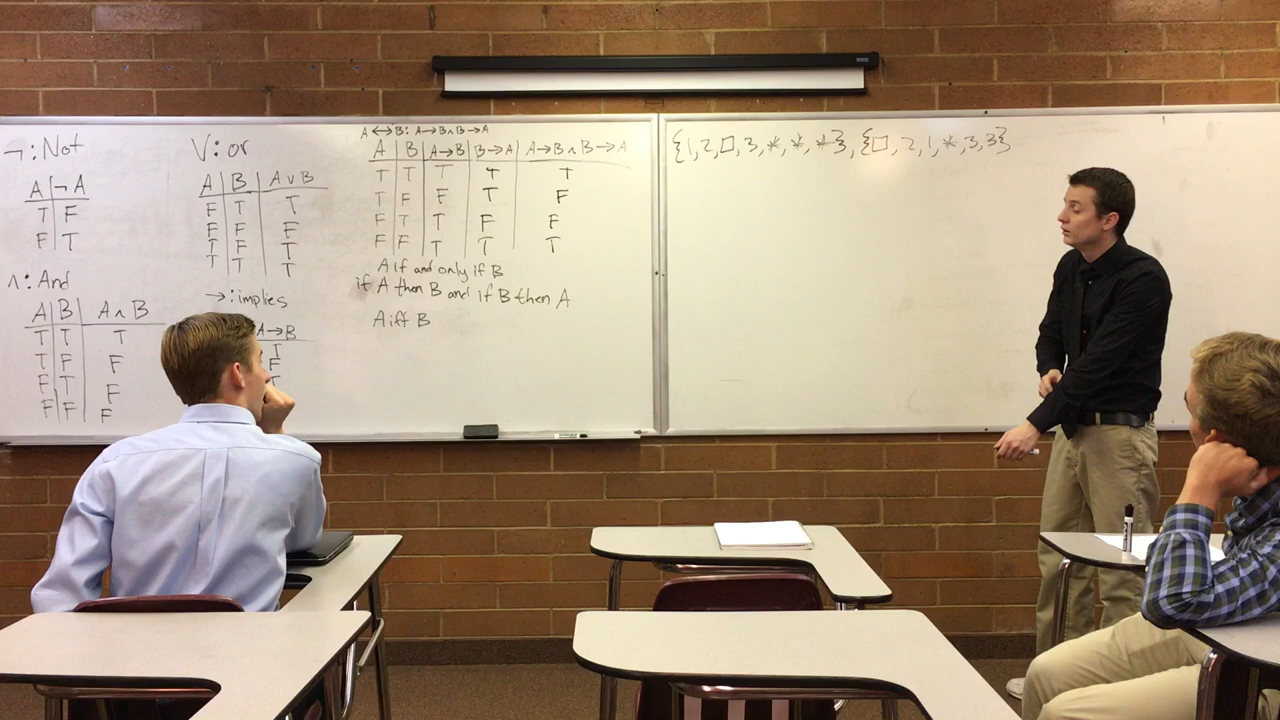 ¬: Not
A | ¬A
T | F
F | T
∧: And
A | B | A∧B
T | T | T
T | F | F
F | T | F
F | F | F
V: or
A | B | A∨B
F | T | T
F | F | F
T | F | T
T | T | T
→: implies
A→B
T
F
A↔B: A→B∧B→A
A | B | A→B | B→A | A→B∧B→A
T | T | T | T | T
T | F | F | T | F
F | T | T | F | F
F | F | T | T | T
A if and only if B
if A then B and if B then A
A iff B
{1,2,□,3,*,*,*3},{□,2,1,*,3,3}